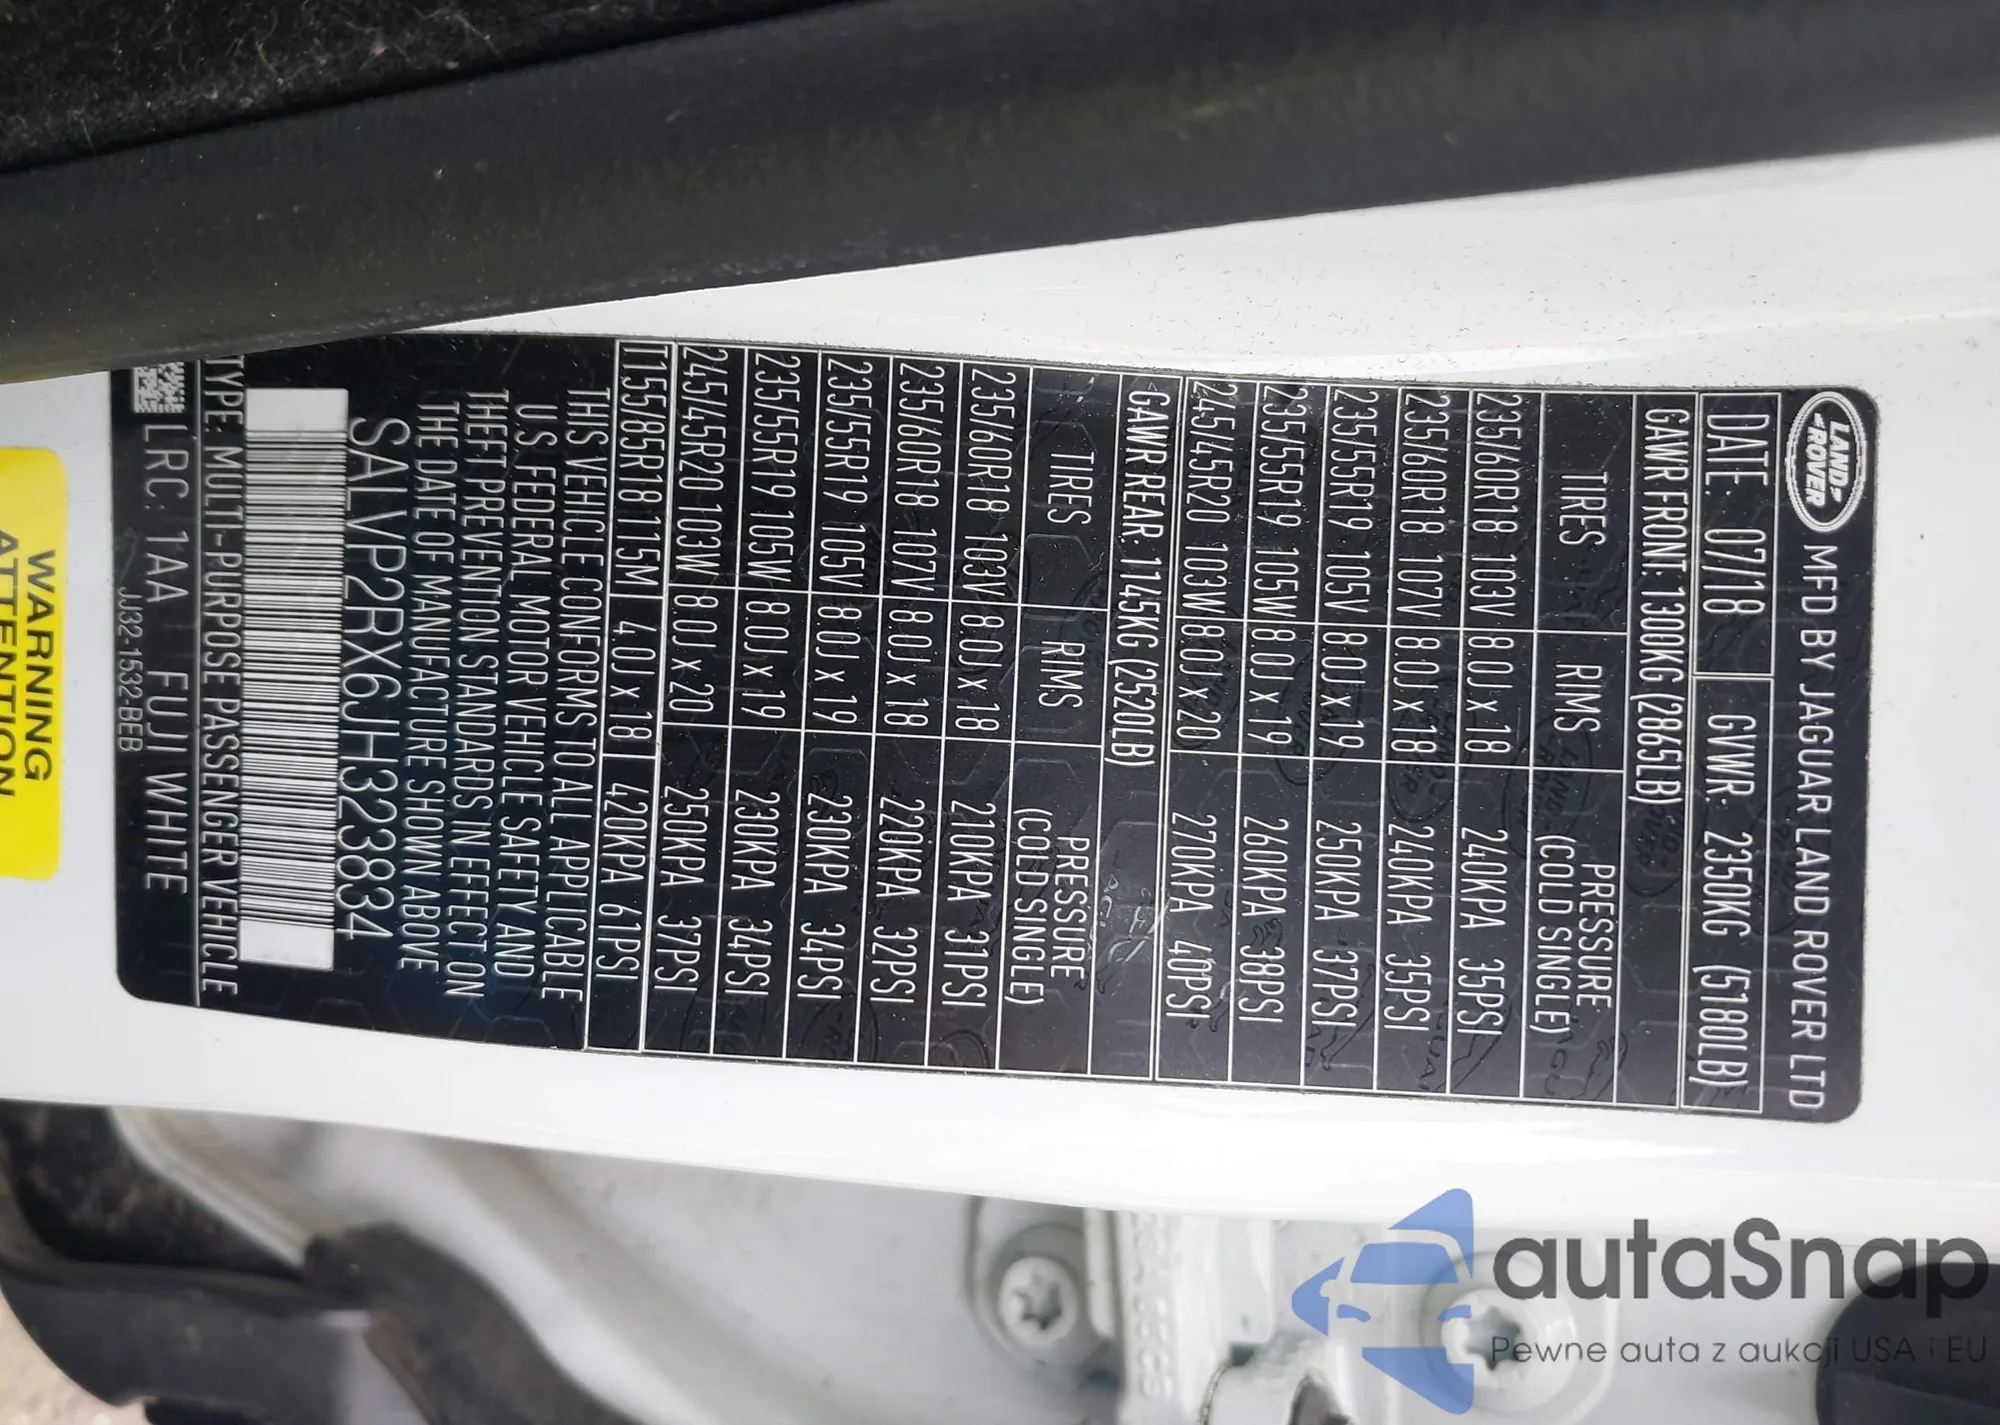 LAND-
-ROVER
MFD BY JAGUAR LAND ROVER LTD
DATE: 07/18 GVWR: 2350KG (5180LB)
GAWR FRONT: 1300KG (2865LB)
TIRES RIMS PRESSURE
(COLD SINGLE)
235/60R18 103V 8.0J x 18 240KPA 35PSI
235/60R18 107V 8.0J x 18 240KPA 35PSI
235/55R19 105V 8.0J x 19 250KPA 37PSI
235/55R19 105W 8.0J x 19 260KPA 38PSI
245/45R20 103W 8.0J x 20 270KPA 40PSI
GAWR REAR: 1145KG (2520LB)
TIRES RIMS PRESSURE
(COLD SINGLE)
235/60R18 103V 8.0J x 18 210KPA 31PSI
235/60R18 107V 8.0J x 18 220KPA 32PSI
235/55R19 105V 8.0J x 19 230KPA 34PSI
235/55R19 105W 8.0J x 19 230KPA 34PSI
245/45R20 103W 8.0J x 20 250KPA 37PSI
T155/85R18 115M 4.0J x 18 420KPA 61PSI
THIS VEHICLE CONFORMS TO ALL APPLICABLE
U.S FEDERAL MOTOR VEHICLE SAFETY AND
THEFT PREVENTION STANDARDS IN EFFECT ON
THE DATE OF MANUFACTURE SHOWN ABOVE
SALVP2RX6JH323834
TYPE: MULTI-PURPOSE PASSENGER VEHICLE
LRC: 1AA FUJI WHITE
JJ32-1532-BEB
WARNING
ATTENTION
autaSnap
Pewne auta z aukcji USA i EU